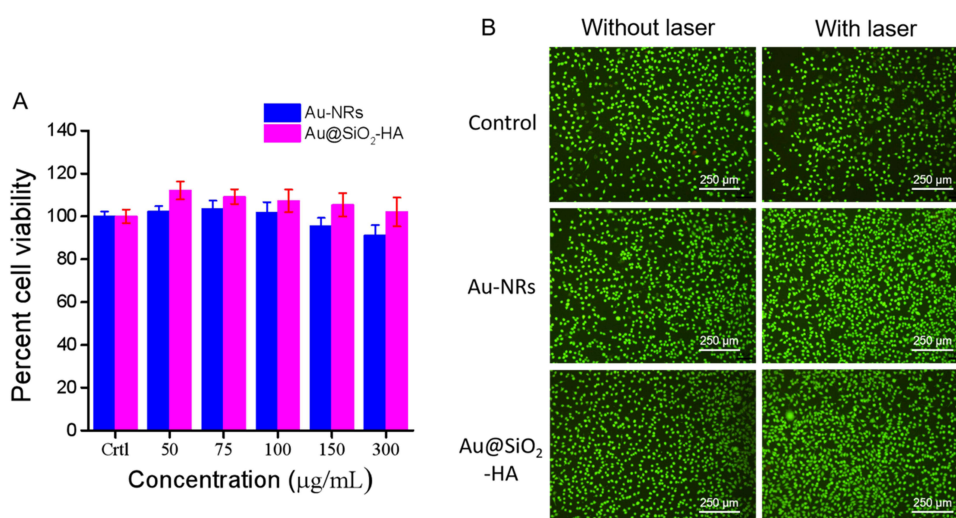 A
Au-NRs
Au@SiO₂-HA
Percent cell viability
140
120
100
80
60
40
20
0
Crtl 50 75 100 150 300
Concentration (µg/mL)
B
Without laser With laser
Control
250 µm 250 µm
Au-NRs
250 µm 250 µm
Au@SiO₂
-HA
250 µm 250 µm